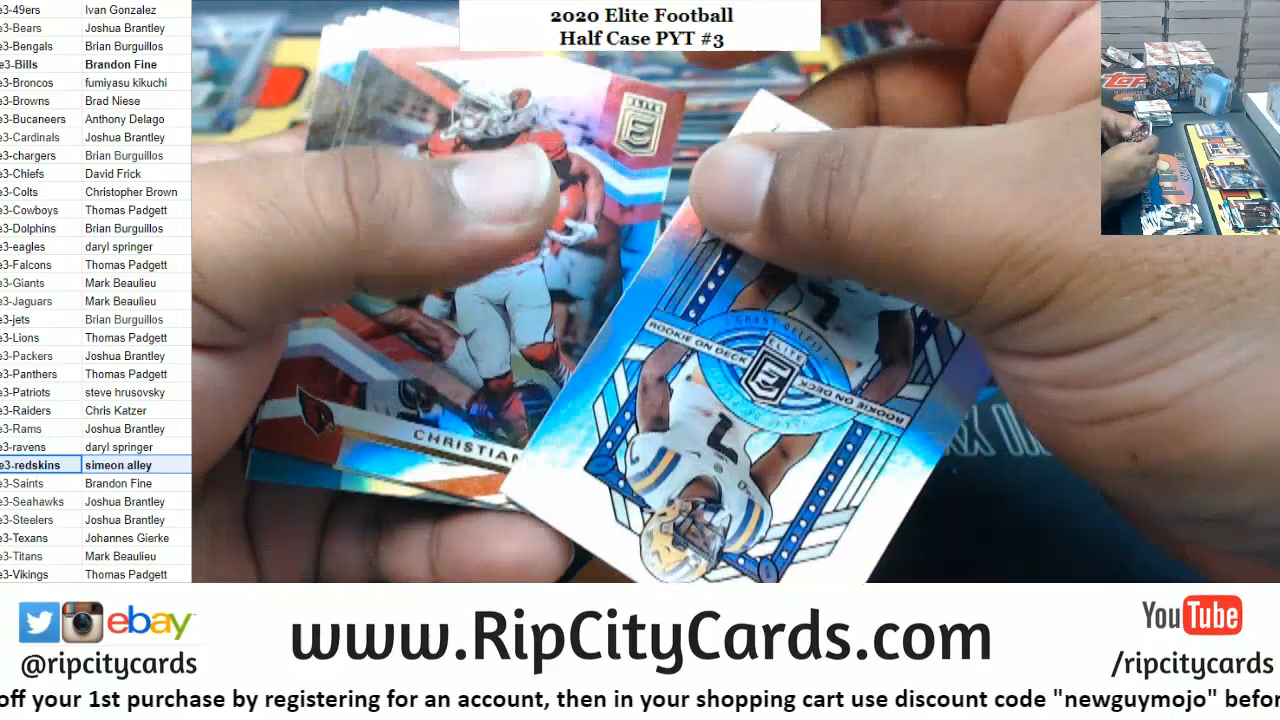 e3-49ers Ivan Gonzalez
e3-Bears Joshua Brantley
e3-Bengals Brian Burguillos
e3-Bills Brandon Fine
e3-Broncos fumiyasu kikuchi
e3-Browns Brad Niese
e3-Bucaneers Anthony Delago
e3-Cardinals Joshua Brantley
e3-chargers Brian Burguillos
e3-Chiefs David Frick
e3-Colts Christopher Brown
e3-Cowboys Thomas Padgett
e3-Dolphins Brian Burguillos
e3-eagles daryl springer
e3-Falcons Thomas Padgett
e3-Giants Mark Beaulieu
e3-Jaguars Mark Beaulieu
e3-jets Brian Burguillos
e3-Lions Thomas Padgett
e3-Packers Joshua Brantley
e3-Panthers Thomas Padgett
e3-Patriots steve hrusovsky
e3-Raiders Chris Katzer
e3-Rams Joshua Brantley
e3-ravens daryl springer
e3-redskins simeon alley
e3-Saints Brandon Fine
e3-Seahawks Joshua Brantley
e3-Steelers Joshua Brantley
e3-Texans Johannes Gierke
e3-Titans Mark Beaulieu
e3-Vikings Thomas Padgett
2020 Elite Football
Half Case PYT #3
ELITE
E
CHRISTIAN
GRANT DELPIT
ROOKIE ON DECK
ELITE
E
ROOKIE ON DECK
7
ebay
@ripcitycards
www.RipCityCards.com
YouTube
/ripcitycards
off your 1st purchase by registering for an account, then in your shopping cart use discount code "newguymojo" befor